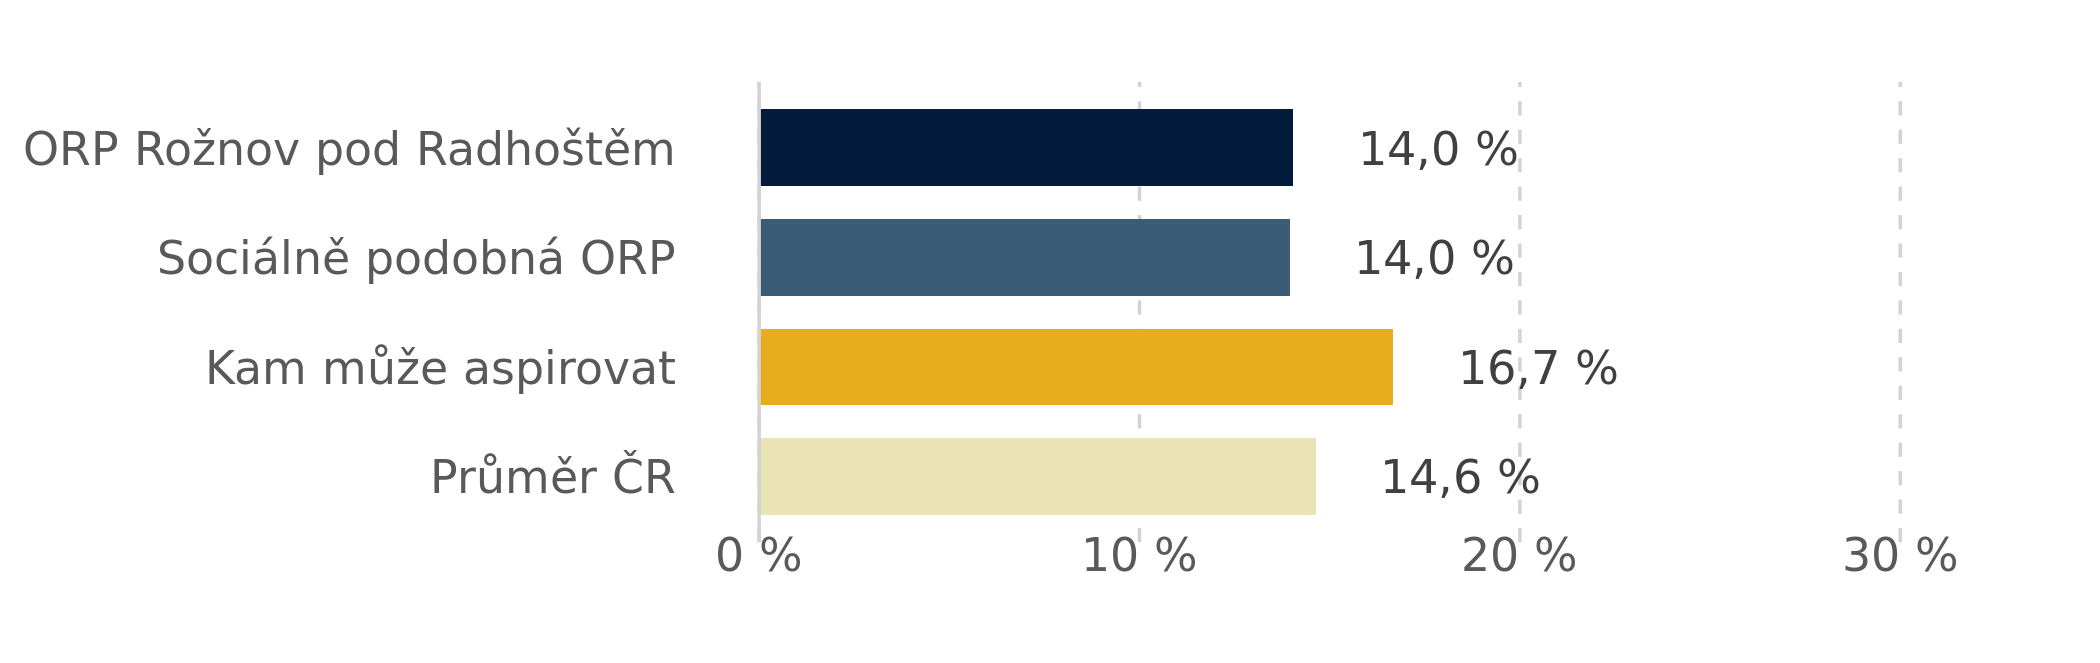 ORP Rožnov pod Radhoštěm 14,0 %
Sociálně podobná ORP 14,0 %
Kam může aspirovat 16,7 %
Průměr ČR 14,6 %
0 % 10 % 20 % 30 %